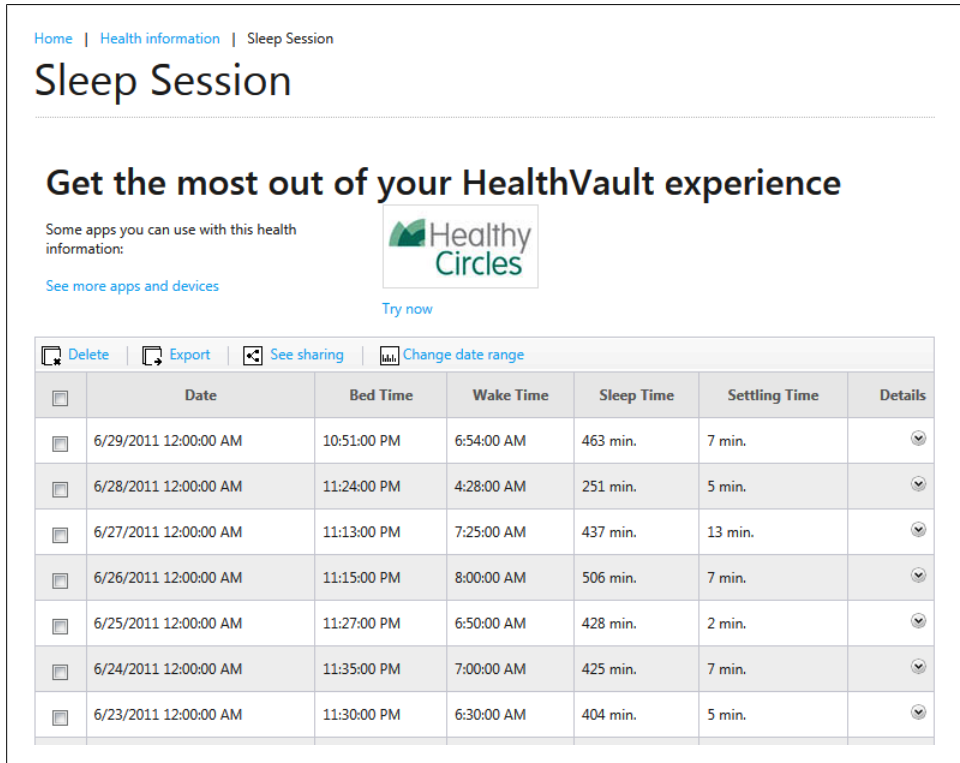 Home | Health information | Sleep Session
Sleep Session
Get the most out of your HealthVault experience
Some apps you can use with this health
information:
See more apps and devices
Healthy
Circles
Try now
Delete | Export | See sharing | Change date range
Date Bed Time Wake Time Sleep Time Settling Time Details
6/29/2011 12:00:00 AM 10:51:00 PM 6:54:00 AM 463 min. 7 min.
6/28/2011 12:00:00 AM 11:24:00 PM 4:28:00 AM 251 min. 5 min.
6/27/2011 12:00:00 AM 11:13:00 PM 7:25:00 AM 437 min. 13 min.
6/26/2011 12:00:00 AM 11:15:00 PM 8:00:00 AM 506 min. 7 min.
6/25/2011 12:00:00 AM 11:27:00 PM 6:50:00 AM 428 min. 2 min.
6/24/2011 12:00:00 AM 11:35:00 PM 7:00:00 AM 425 min. 7 min.
6/23/2011 12:00:00 AM 11:30:00 PM 6:30:00 AM 404 min. 5 min.